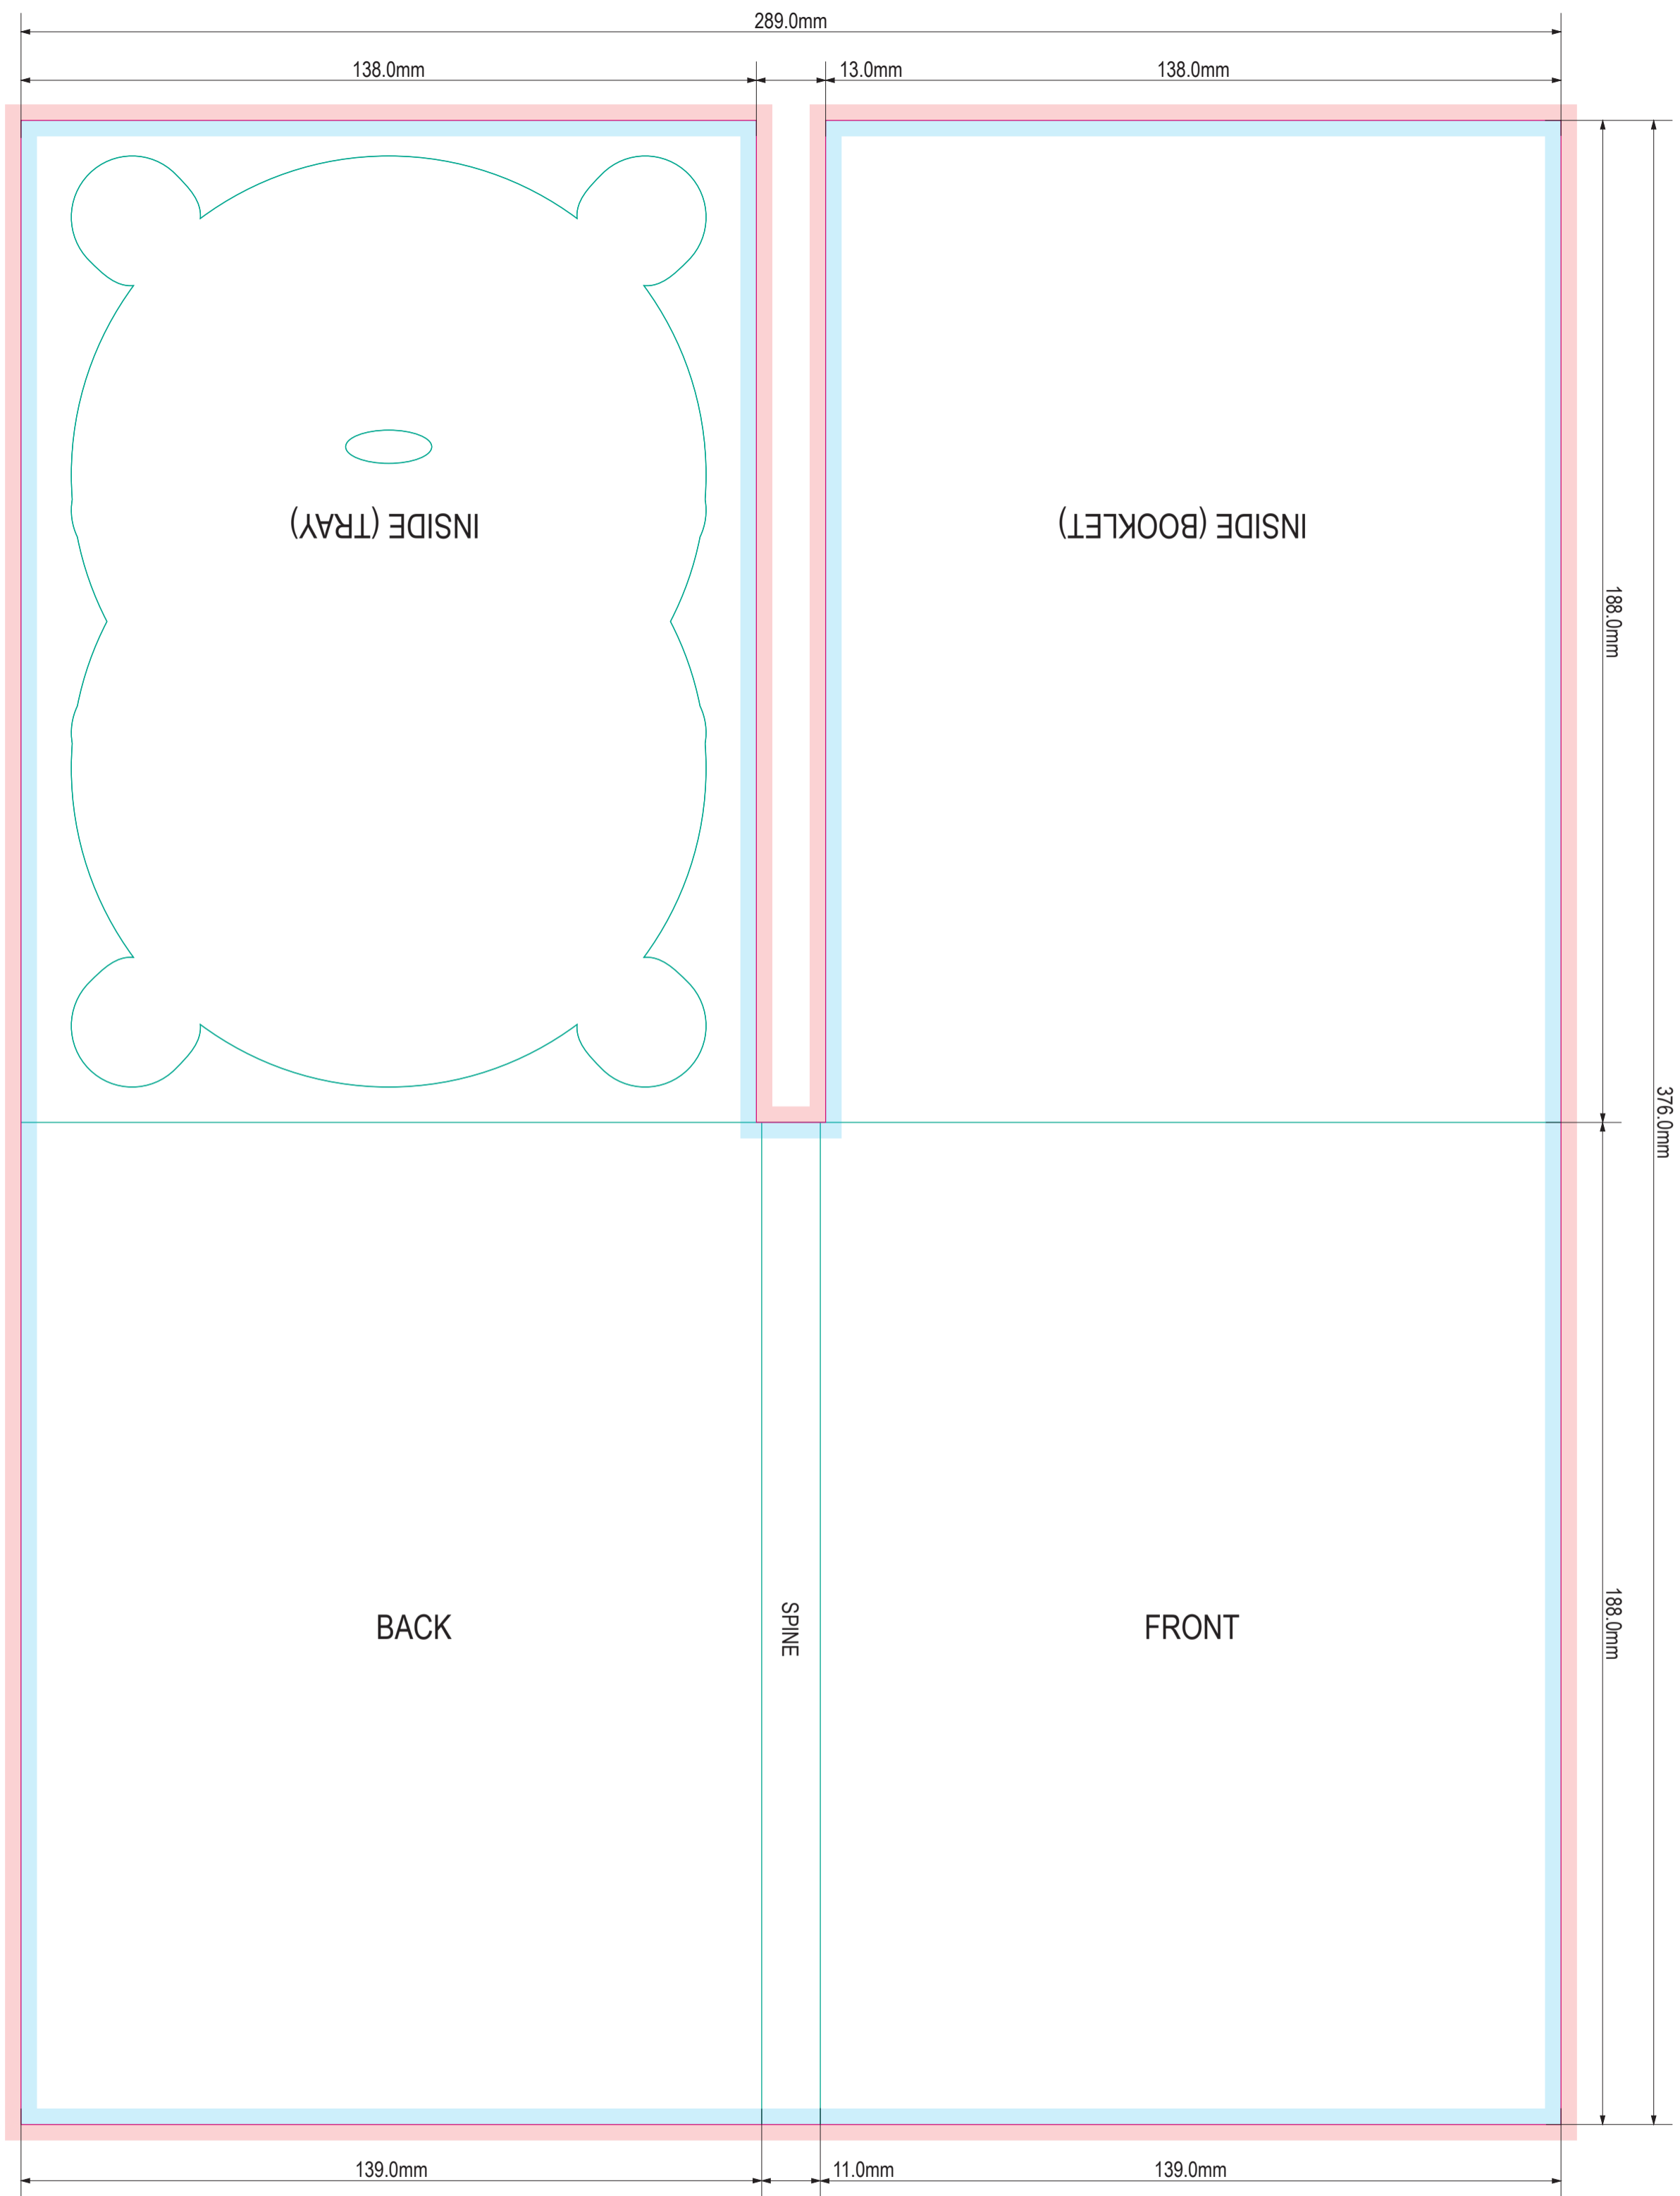 289.0mm
138.0mm
13.0mm
138.0mm
INSIDE (TRAY)
INSIDE (BOOKLET)
188.0mm
376.0mm
BACK
SPINE
FRONT
188.0mm
139.0mm
11.0mm
139.0mm